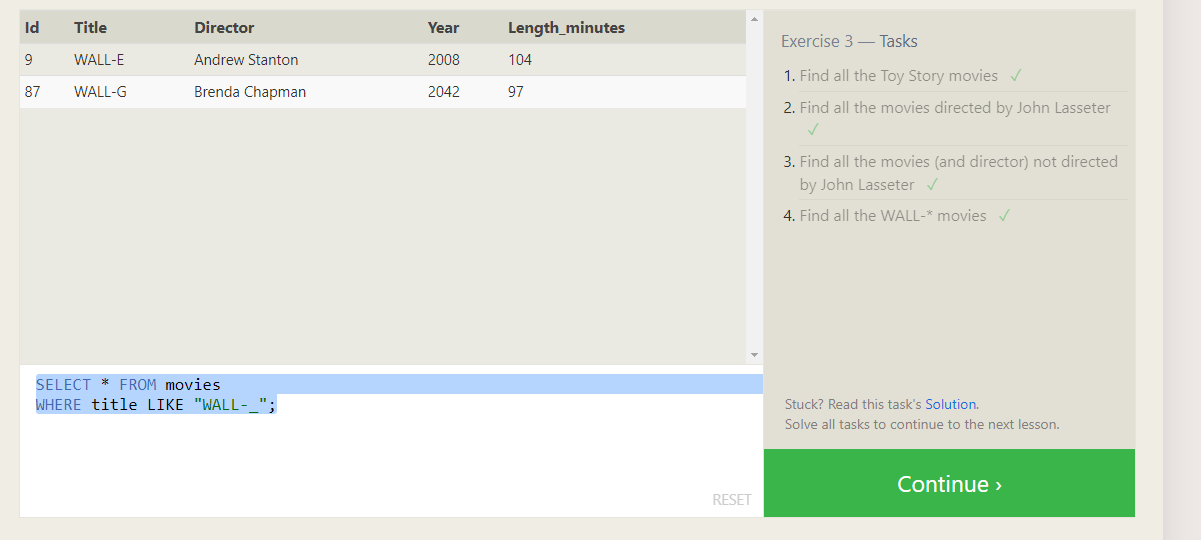 Id Title Director Year Length_minutes
9 WALL-E Andrew Stanton 2008 104
87 WALL-G Brenda Chapman 2042 97
SELECT * FROM movies
WHERE title LIKE "WALL-_";
RESET
Exercise 3 — Tasks
1. Find all the Toy Story movies ✓
2. Find all the movies directed by John Lasseter
✓
3. Find all the movies (and director) not directed
by John Lasseter ✓
4. Find all the WALL-* movies ✓
Stuck? Read this task's Solution.
Solve all tasks to continue to the next lesson.
Continue ›